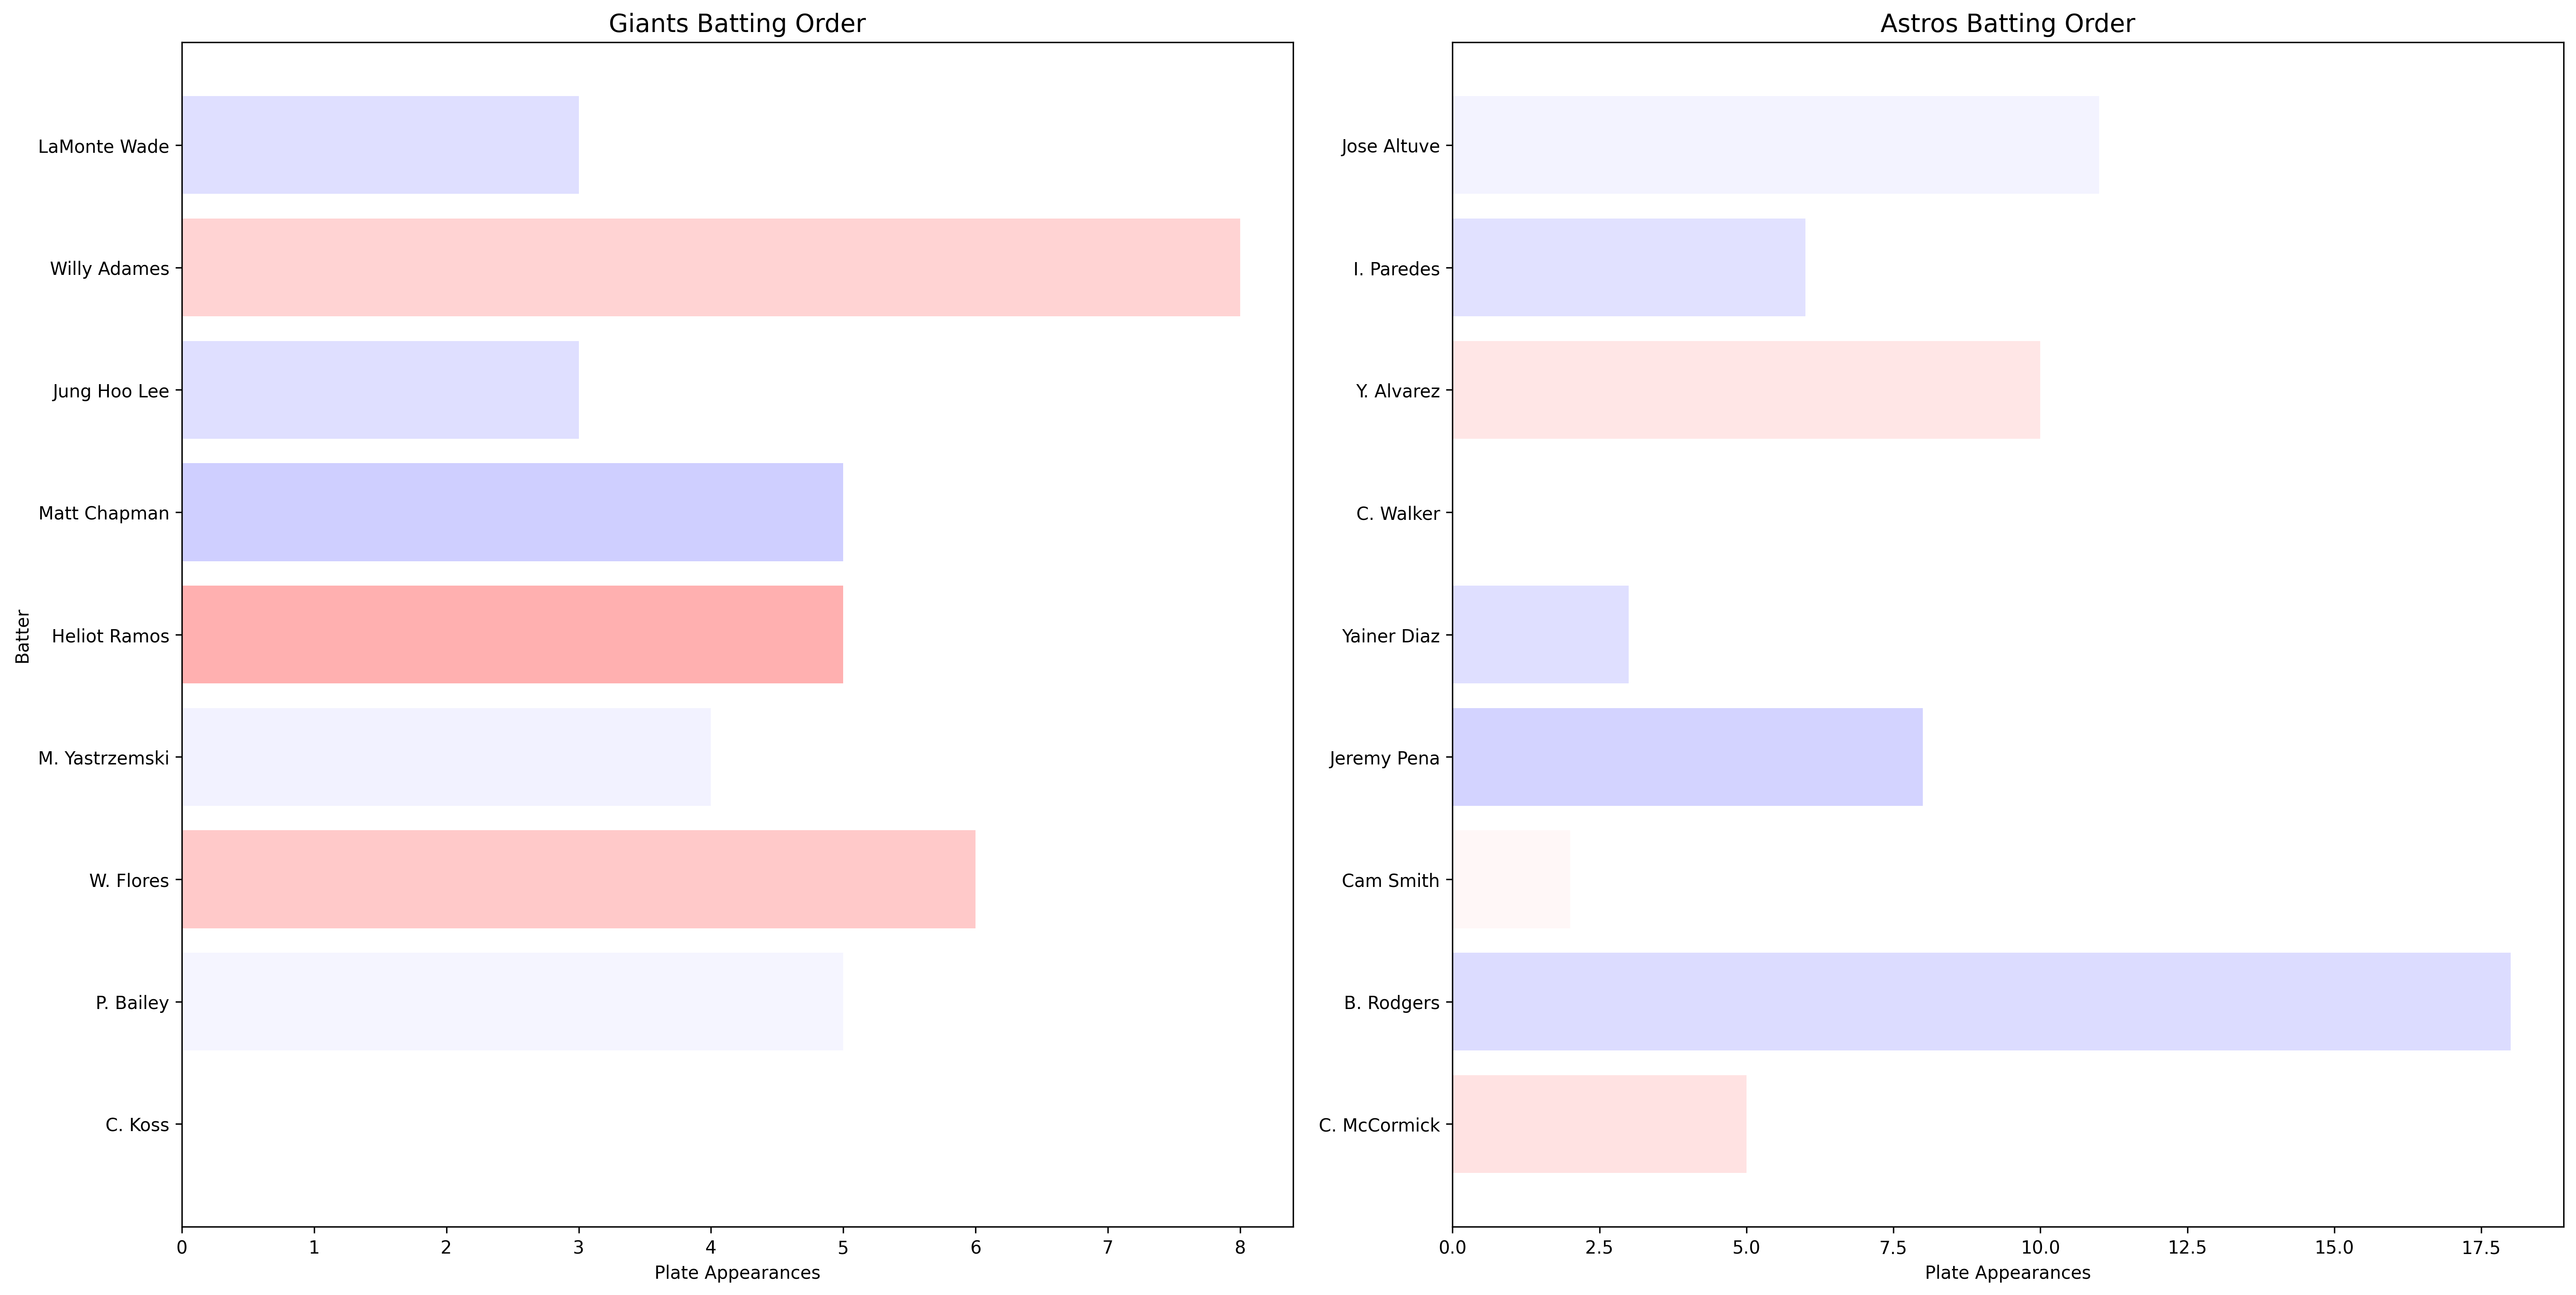 Giants Batting Order
Batter
LaMonte Wade
Willy Adames
Jung Hoo Lee
Matt Chapman
Heliot Ramos
M. Yastrzemski
W. Flores
P. Bailey
C. Koss
0 1 2 3 4 5 6 7 8
Plate Appearances
Astros Batting Order
Jose Altuve
I. Paredes
Y. Alvarez
C. Walker
Yainer Diaz
Jeremy Pena
Cam Smith
B. Rodgers
C. McCormick
0.0 2.5 5.0 7.5 10.0 12.5 15.0 17.5
Plate Appearances